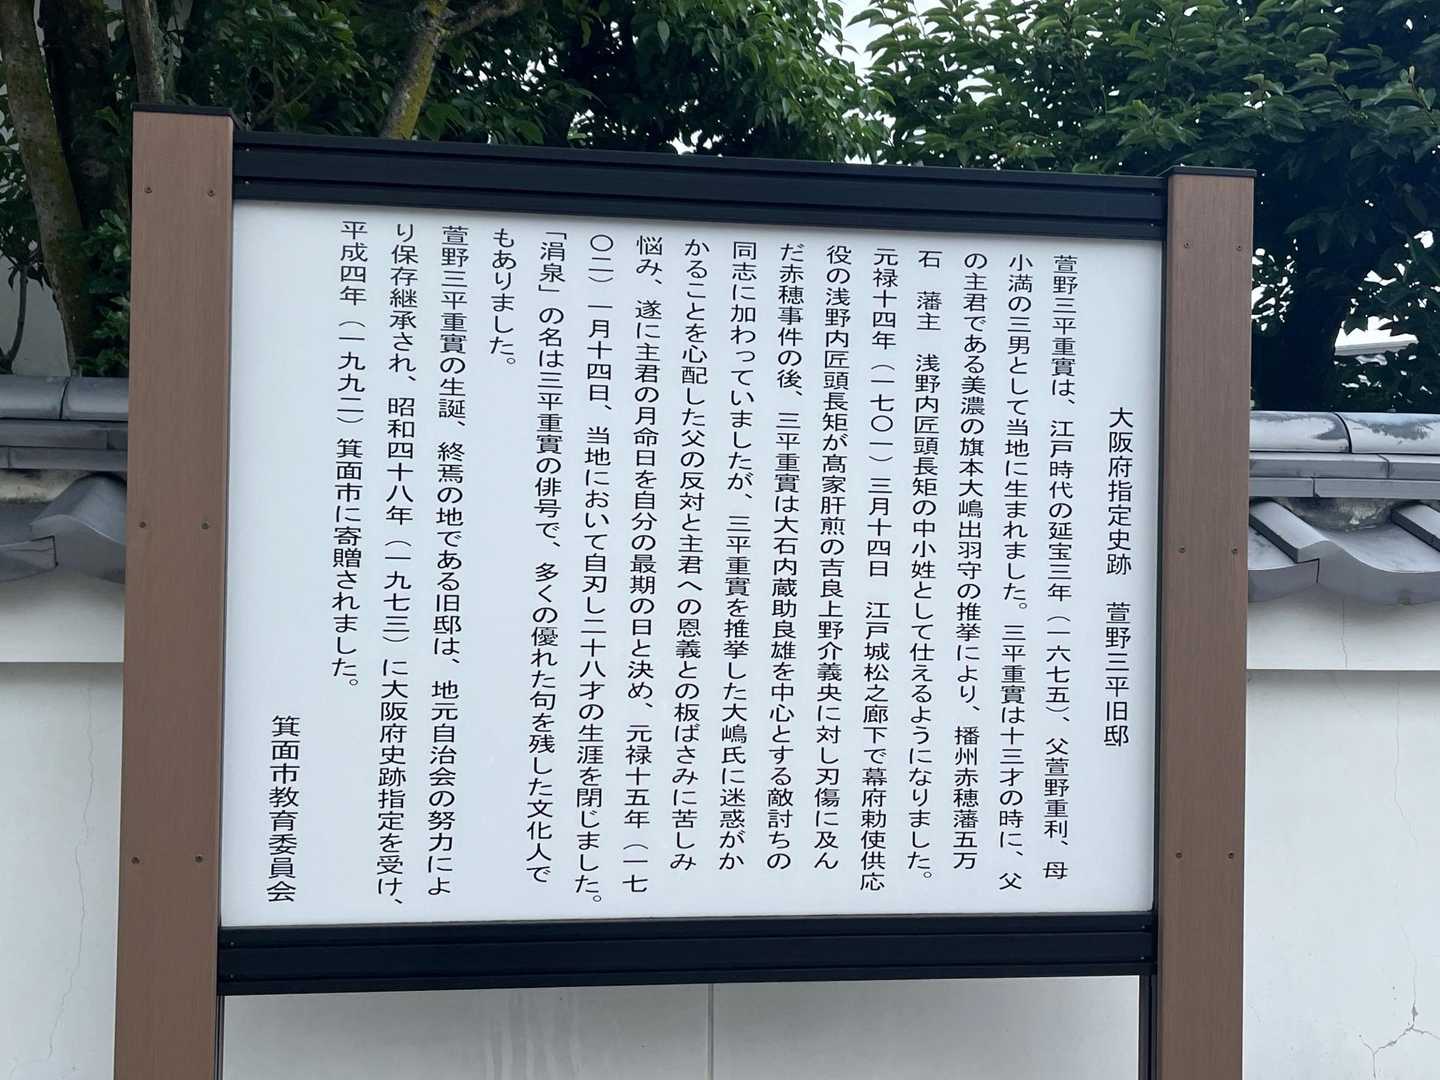 大阪府指定史跡　萱野三平旧邸
萱野三平重實は、江戸時代の延宝三年（一六七五）、父萱野重利、母
小満の三男として当地に生まれました。三平重實は十三才の時に、父
の主君である美濃の旗本大嶋出羽守の推挙により、播州赤穂藩五万
石　藩主　浅野内匠頭長矩の中小姓として仕えるようになりました。
元禄十四年（一七〇一）三月十四日　江戸城松之廊下で幕府勅使供応
役の浅野内匠頭長矩が高家肝煎の吉良上野介義央に対し刃傷に及ん
だ赤穂事件の後、三平重實は大石内蔵助良雄を中心とする敵討ちの
同志に加わっていましたが、三平重實を推挙した大嶋氏に迷惑がか
かることを心配した父の反対と主君への恩義との板ばさみに苦しみ
悩み、遂に主君の月命日を自分の最期の日と決め、元禄十五年（一七
〇二）一月十四日、当地において自刃し二十八才の生涯を閉じました。
「涓泉」の名は三平重實の俳号で、多くの優れた句を残した文化人で
もありました。
萱野三平重實の生誕、終焉の地である旧邸は、地元自治会の努力によ
り保存継承され、昭和四十八年（一九七三）に大阪府史跡指定を受け、
平成四年（一九九二）箕面市に寄贈されました。
箕面市教育委員会